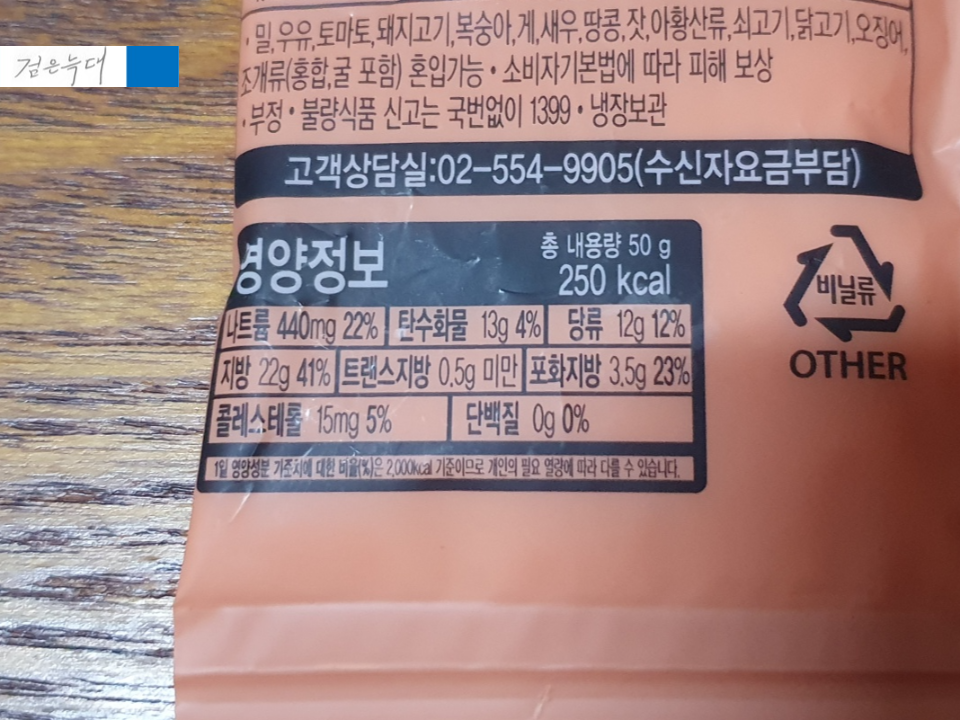 검은늑대
• 밀,우유,토마토,돼지고기,복숭아,게,새우,땅콩,잣,아황산류,쇠고기,닭고기,오징어,
조개류(홍합,굴 포함) 혼입가능 • 소비자기본법에 따라 피해 보상
• 부정 • 불량식품 신고는 국번없이 1399 • 냉장보관
고객상담실:02-554-9905(수신자요금부담)
영양정보
총 내용량 50 g
250 kcal
나트륨 440mg 22% 탄수화물 13g 4% 당류 12g 12%
지방 22g 41% 트랜스지방 0.5g 미만 포화지방 3.5g 23%
콜레스테롤 15mg 5% 단백질 0g 0%
1일 영양성분 기준치에 대한 비율(%)은 2,000kcal 기준이므로 개인의 필요 열량에 따라 다를 수 있습니다.
비닐류
OTHER